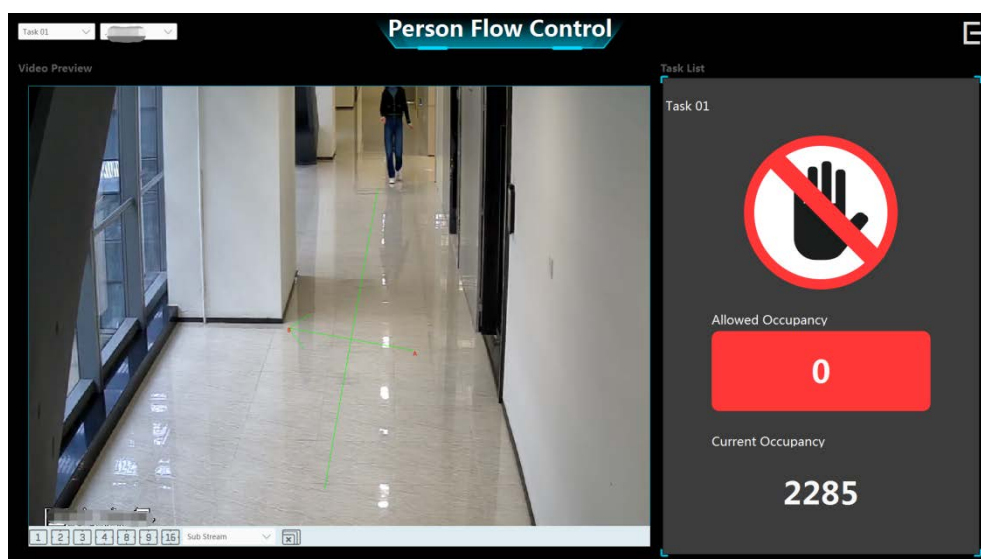 Person Flow Control
Task 01
Video Preview
Task List
Task 01
Allowed Occupancy
0
Current Occupancy
2285
B
A
1 2 3 4 8 9 16 Sub Stream